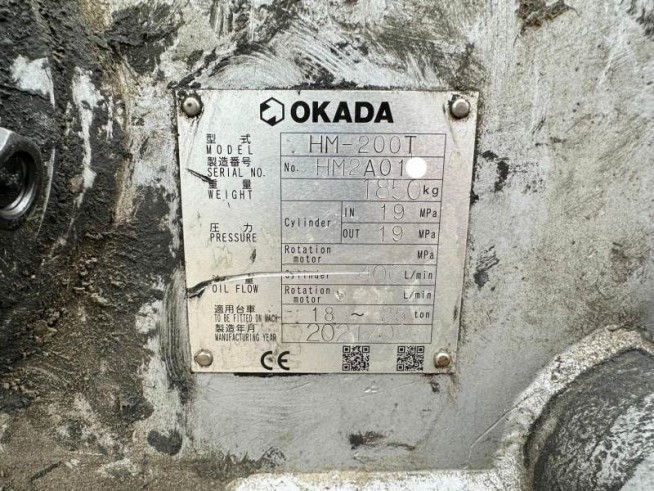 OKADA
型式 HM-200T
MODEL
製造番号 No. HM2A01
SERIAL NO.
重量 1850 kg
WEIGHT
圧力 Cylinder IN 19 MPa
PRESSURE OUT 19 MPa
Rotation motor MPa
Cylinder L/min
OIL FLOW Rotation motor L/min
適用台車 18 ~ ton
TO BE FITTED ON MACH
製造年月
MANUFACTURING YEAR
CE